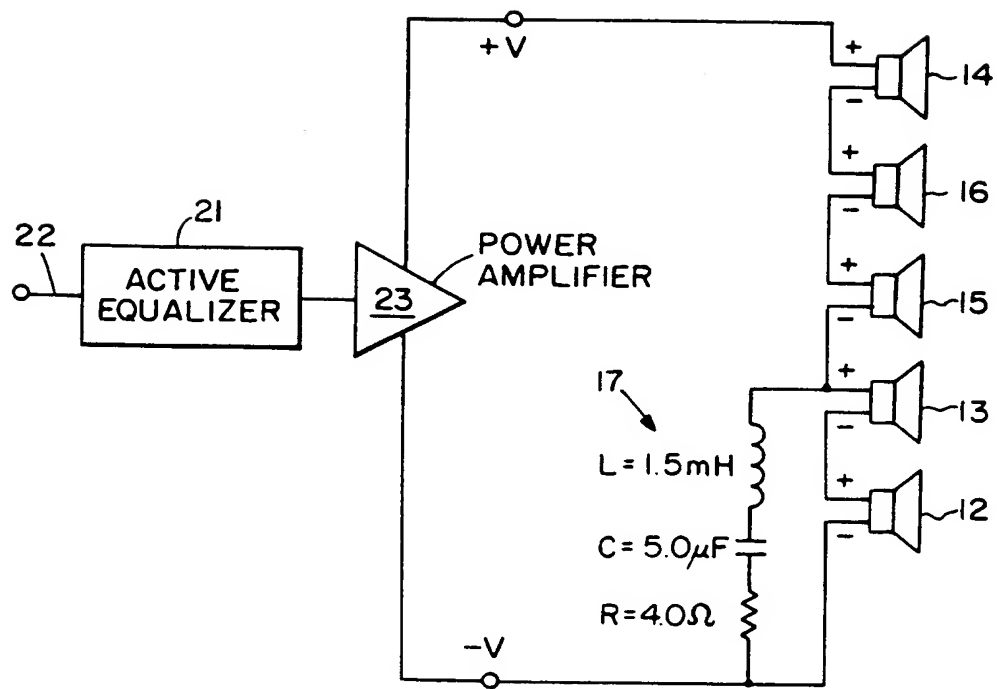 +V
+
14
−
+
16
−
21
22
ACTIVE
EQUALIZER
23
POWER
AMPLIFIER
+
15
−
17
+
13
−
L=1.5mH
+
12
−
C=5.0μF
R=4.0Ω
−V